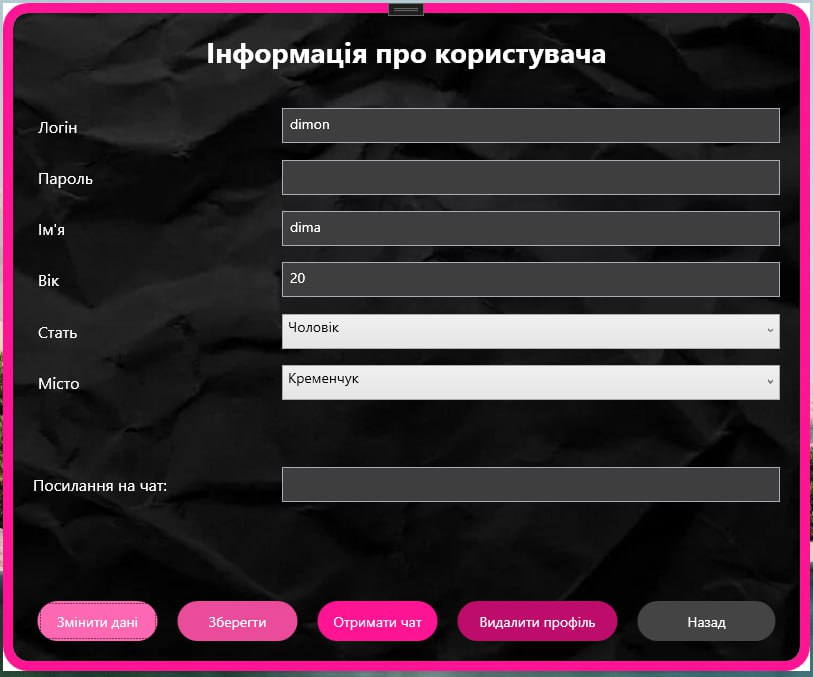 Інформація про користувача
Логін dimon
Пароль
Ім'я dima
Вік 20
Стать Чоловік
Місто Кременчук
Посилання на чат:
Змінити дані Зберегти Отримати чат Видалити профіль Назад